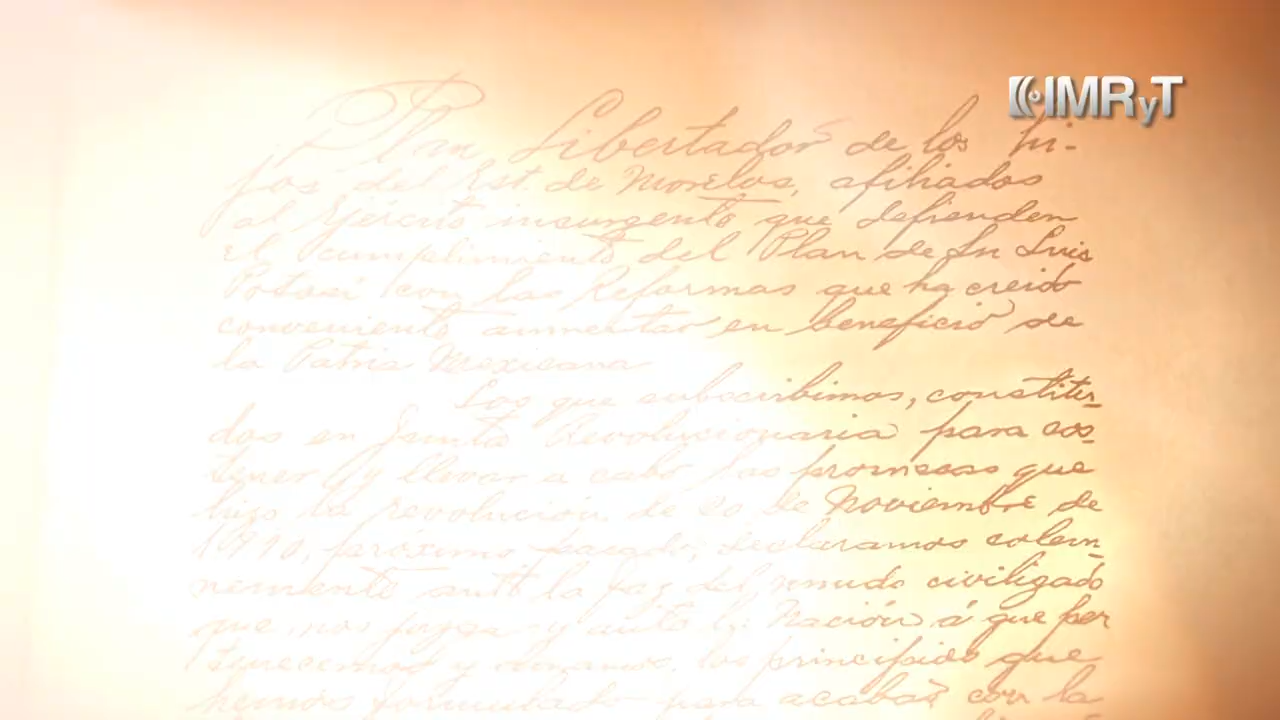 IMRyT
Plan Libertador de los hi-
jos del Est. de Morelos, afiliados
al Ejército insurgente que defienden
el cumplimiento del Plan de Sn Luis
Potosí con las Reformas que ha creido
conveniente aumentar en beneficio de
la Patria Mexicana
Los que subscribimos, constitui-
dos en Junta Revolucionaria para sos-
tener y llevar a cabo las promesas que
hizo la revolucion de 20 de Noviembre de
1910, próximo pasado, declaramos solem-
nemente ante la faz del mundo civilizado
que nos juzga y ante la Nación á que per
tenecemos y amamos, los principios que
hemos formulado para acabar con la